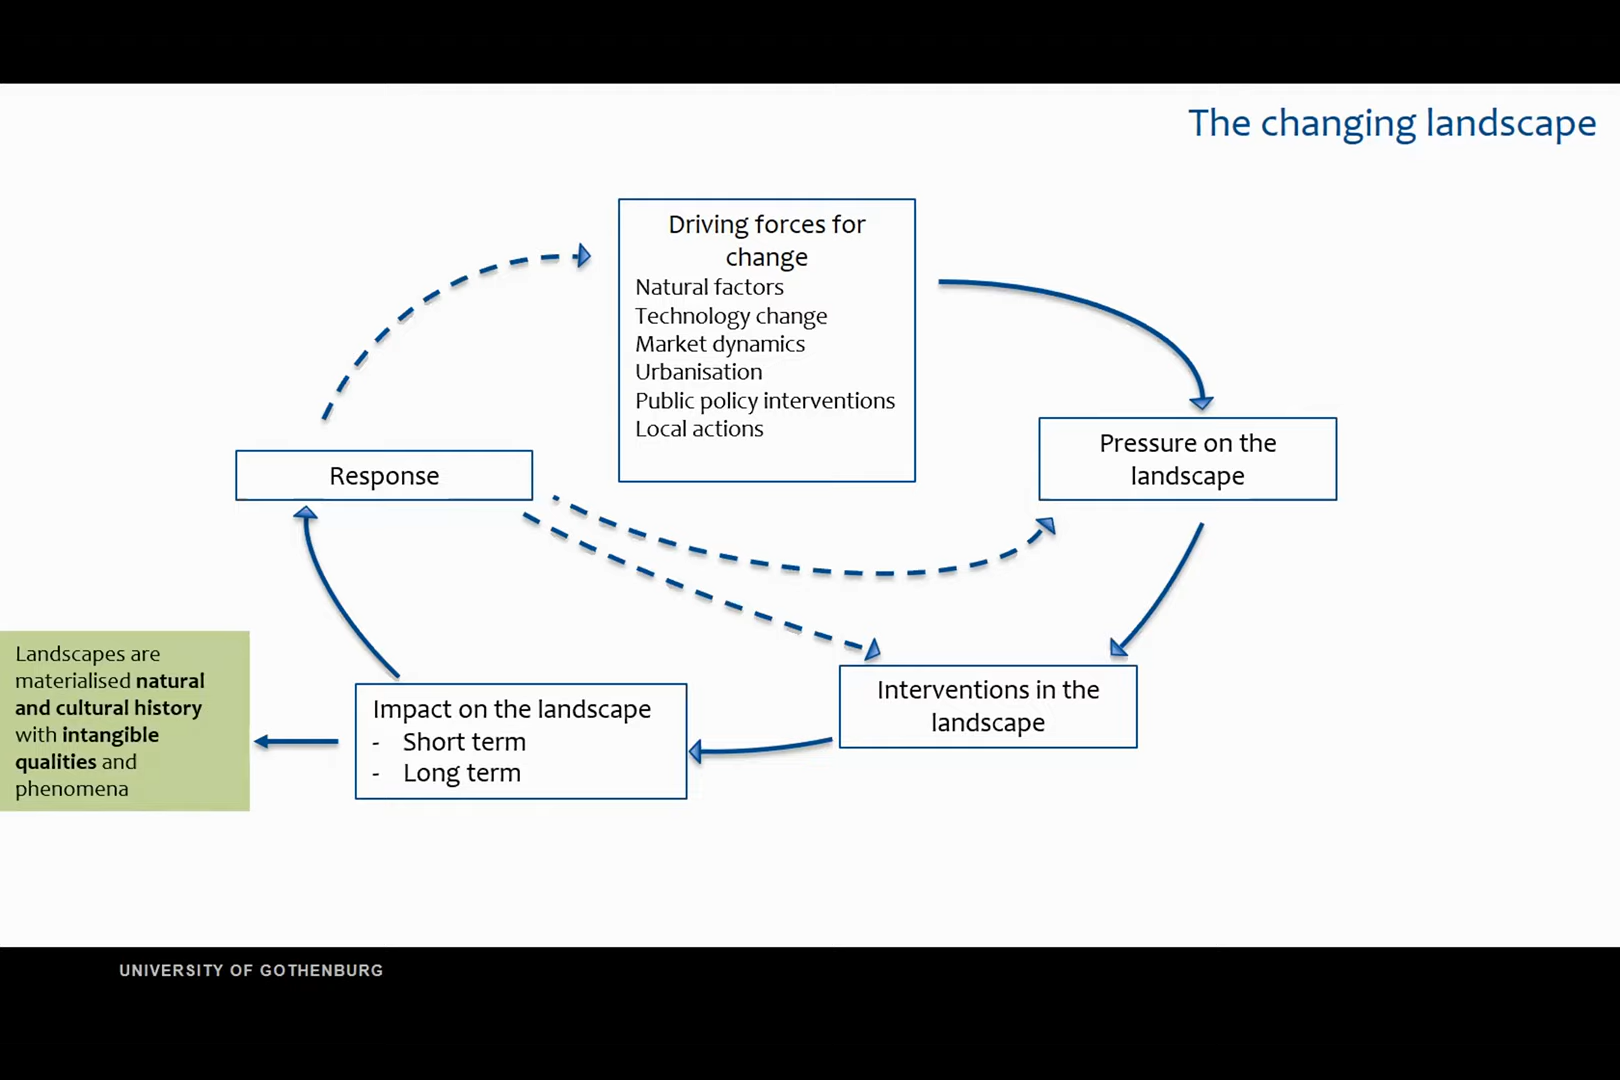 The changing landscape
Driving forces for
change
Natural factors
Technology change
Market dynamics
Urbanisation
Public policy interventions
Local actions
Pressure on the
landscape
Response
Interventions in the
landscape
Impact on the landscape
- Short term
- Long term
Landscapes are
materialised natural
and cultural history
with intangible
qualities and
phenomena
UNIVERSITY OF GOTHENBURG